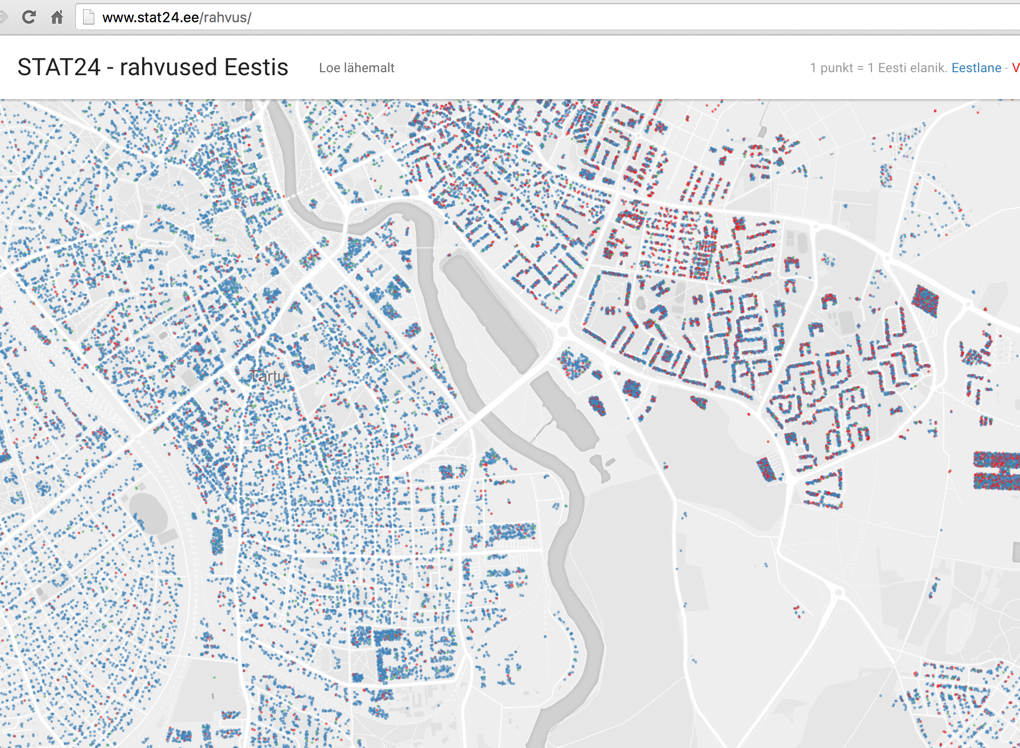 www.stat24.ee/rahvus/
STAT24 - rahvused Eestis
Loe lähemalt
1 punkt = 1 Eesti elanik. Eestlane - V
Tartu